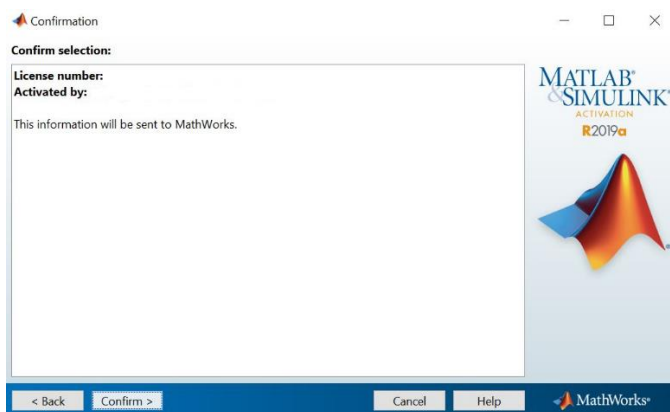 Confirmation
Confirm selection:
License number:
Activated by:
This information will be sent to MathWorks.
MATLAB®
&SIMULINK®
ACTIVATION
R2019a
®
< Back
Confirm >
Cancel
Help
MathWorks®